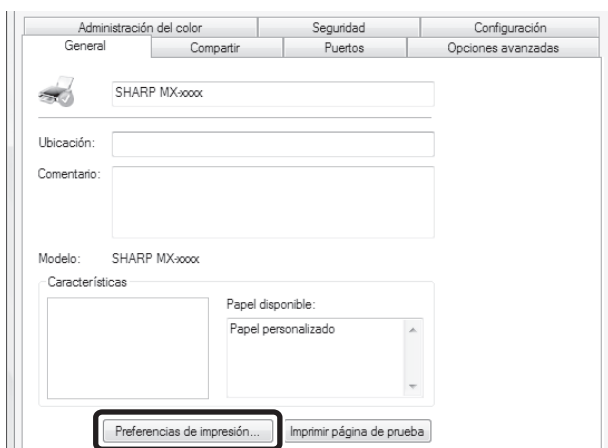 Administración del color Seguridad Configuración
General Compartir Puertos Opciones avanzadas
SHARP MX-xxxx
Ubicación:
Comentario:
Modelo: SHARP MX-xxxx
Características
Papel disponible:
Papel personalizado
Preferencias de impresión... Imprimir página de prueba